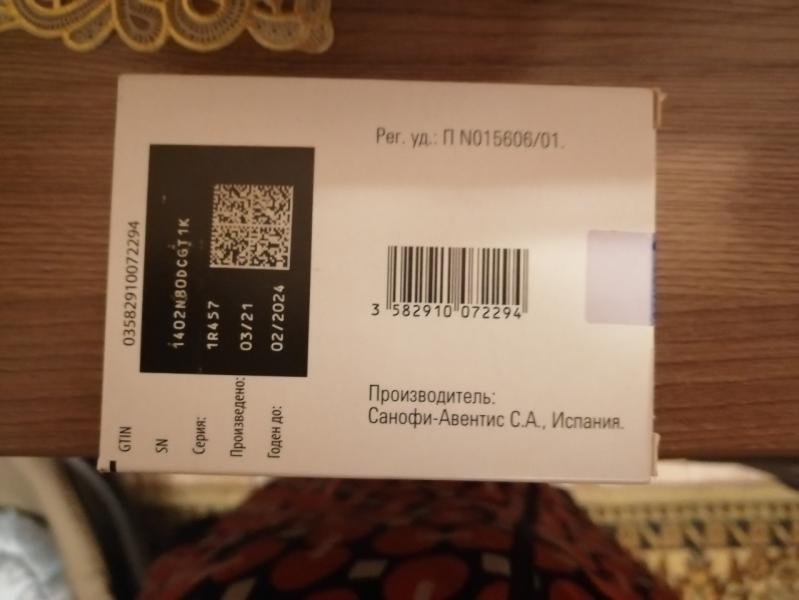 Рег. уд.: П N015606/01.
3 582910 072294
Производитель:
Санофи-Авентис С.А., Испания.
GTIN 03582910072294
SN 1402N80DCGT1K
Серия: 1R457
Произведено: 03/21
Годен до: 02/2024